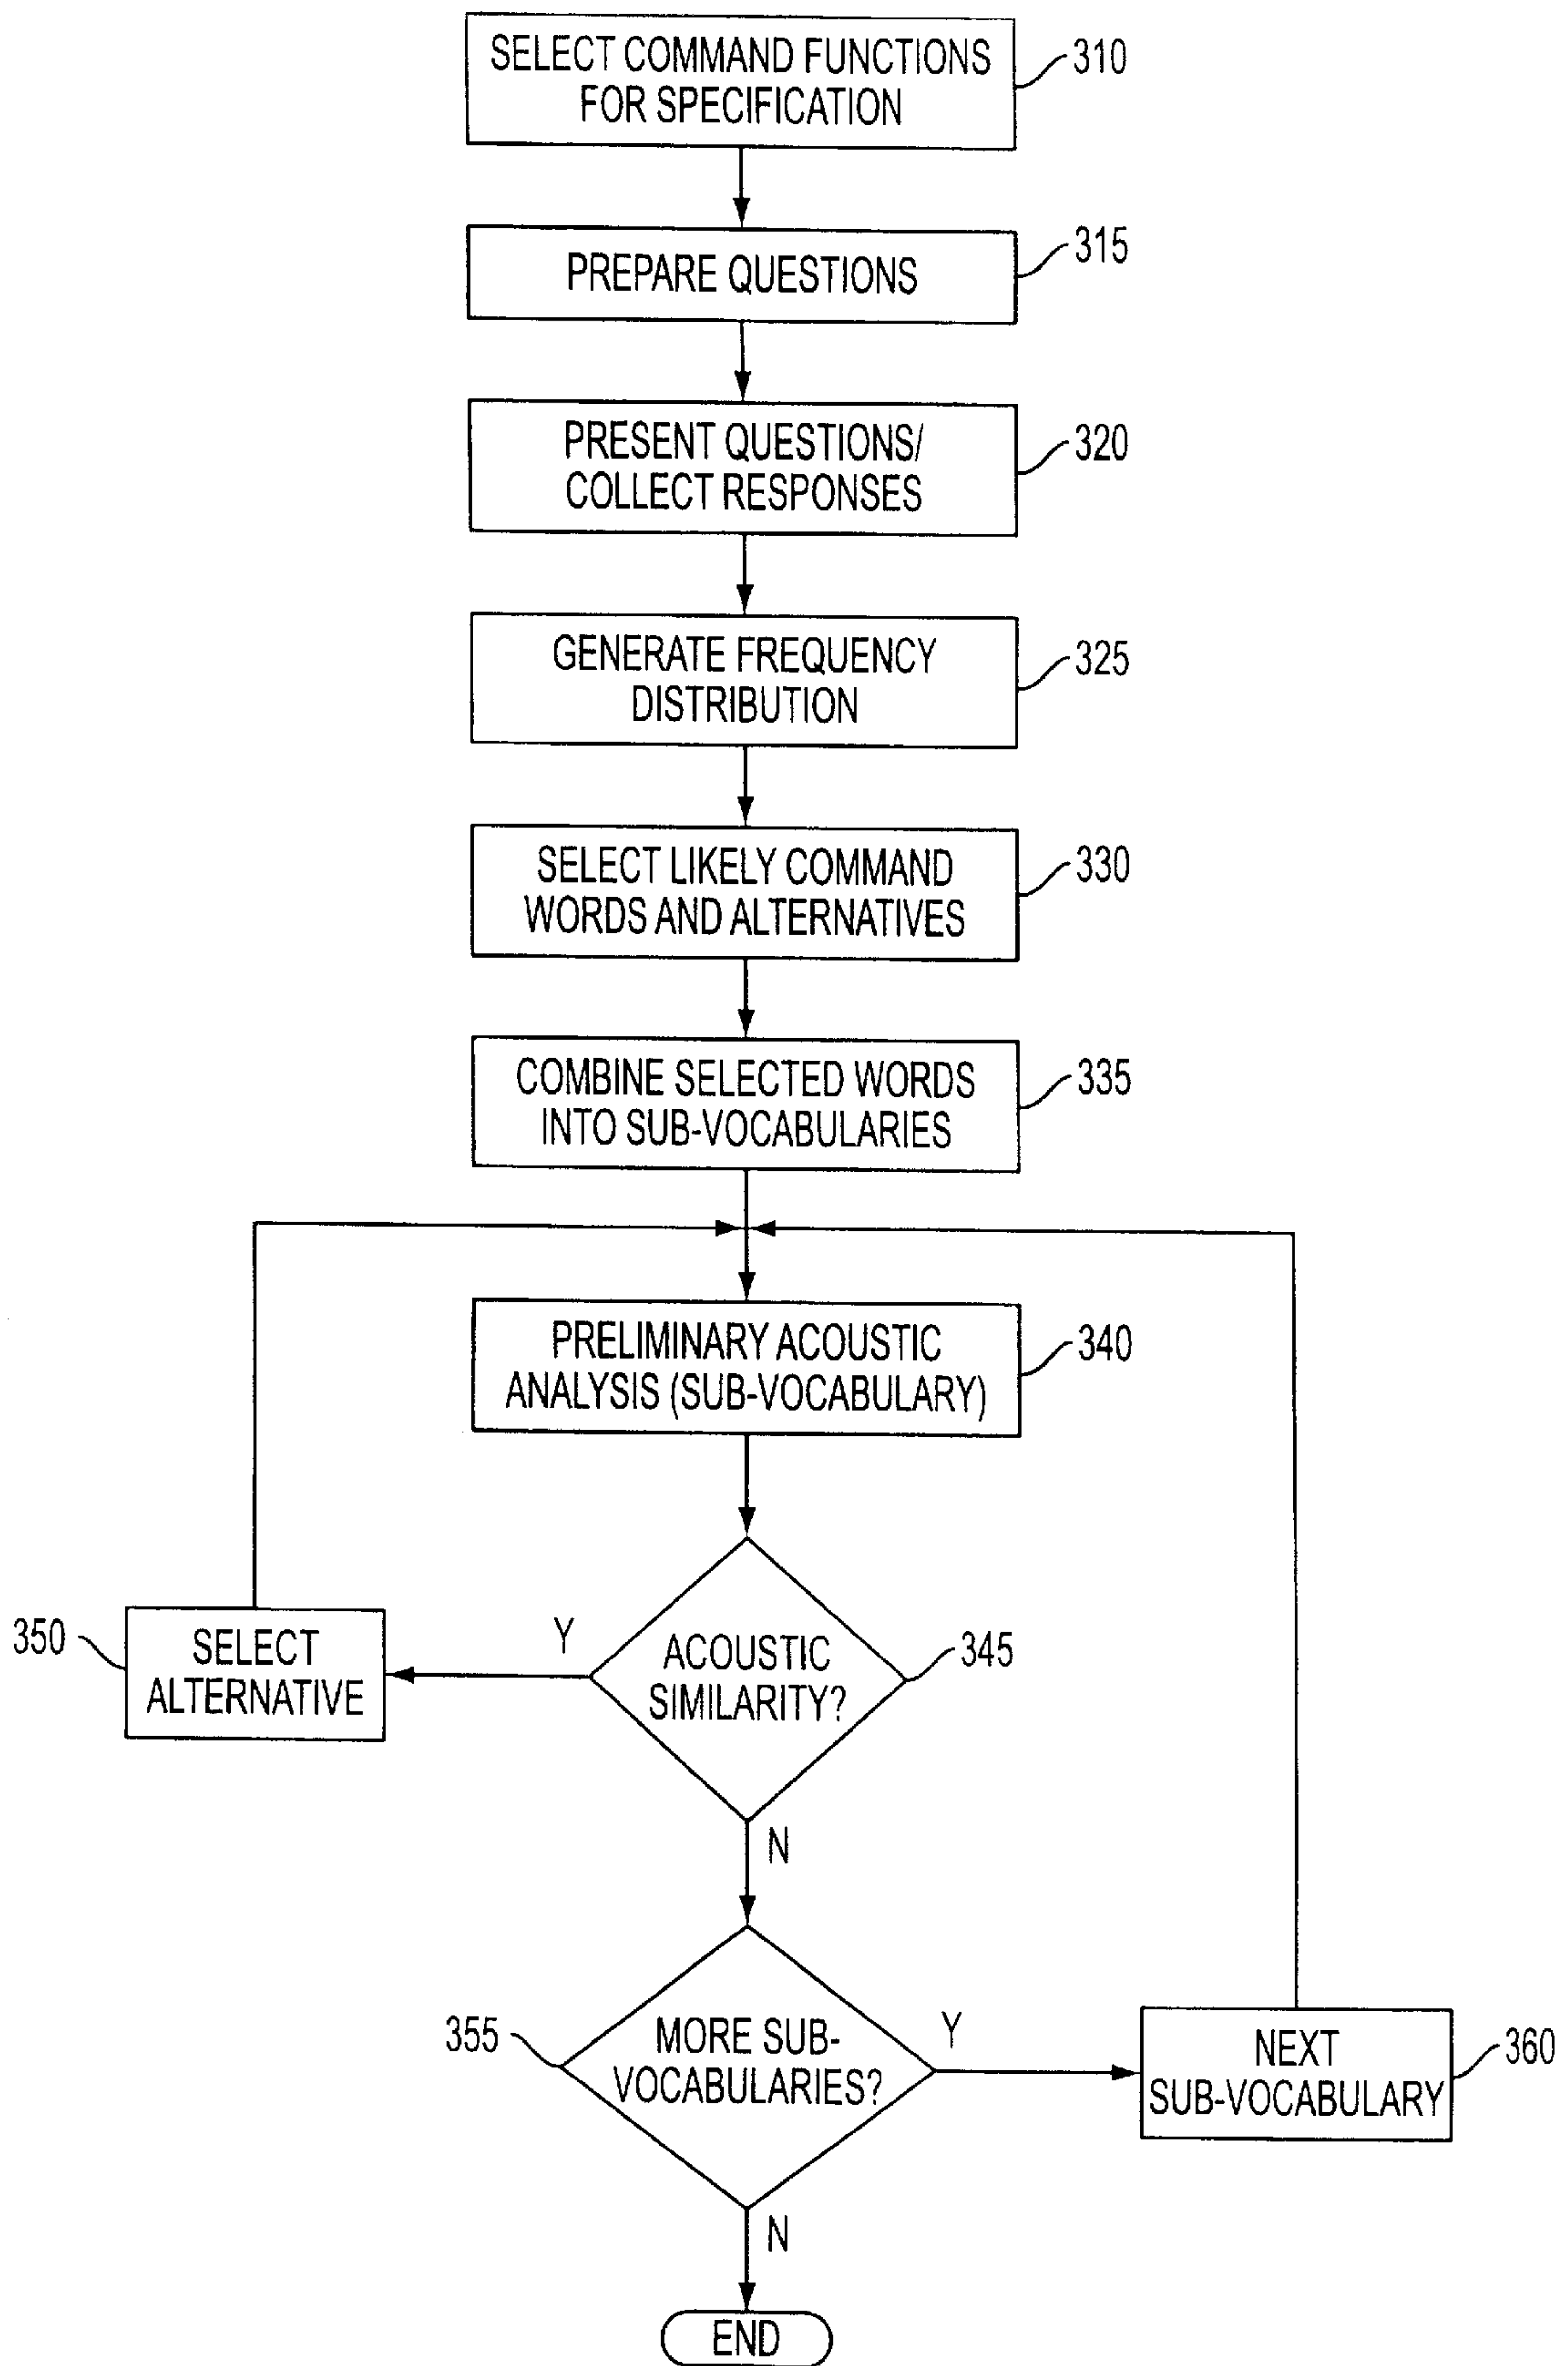 SELECT COMMAND FUNCTIONS
FOR SPECIFICATION
310
PREPARE QUESTIONS
315
PRESENT QUESTIONS/
COLLECT RESPONSES
320
GENERATE FREQUENCY
DISTRIBUTION
325
SELECT LIKELY COMMAND
WORDS AND ALTERNATIVES
330
COMBINE SELECTED WORDS
INTO SUB-VOCABULARIES
335
PRELIMINARY ACOUSTIC
ANALYSIS (SUB-VOCABULARY)
340
ACOUSTIC
SIMILARITY?
345
Y
350
SELECT
ALTERNATIVE
N
355
MORE SUB-
VOCABULARIES?
Y
NEXT
SUB-VOCABULARY
360
N
END